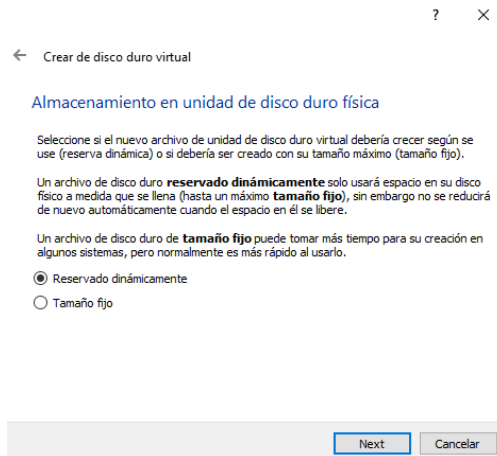 ?
Crear de disco duro virtual
Almacenamiento en unidad de disco duro física
Seleccione si el nuevo archivo de unidad de disco duro virtual debería crecer según se
use (reserva dinámica) o si debería ser creado con su tamaño máximo (tamaño fijo).
Un archivo de disco duro reservado dinámicamente solo usará espacio en su disco
físico a medida que se llena (hasta un máximo tamaño fijo), sin embargo no se reducirá
de nuevo automáticamente cuando el espacio en él se libere.
Un archivo de disco duro de tamaño fijo puede tomar más tiempo para su creación en
algunos sistemas, pero normalmente es más rápido al usarlo.
Reservado dinámicamente
Tamaño fijo
Next Cancelar